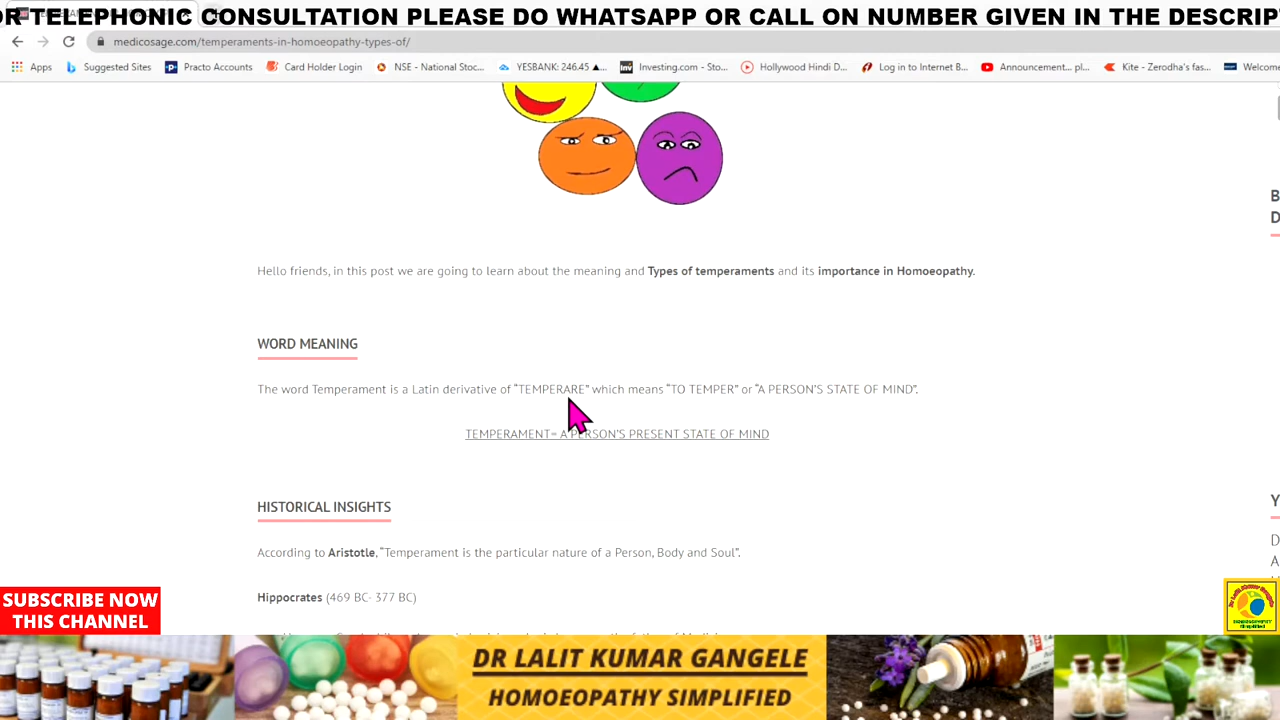 OR TELEPHONIC CONSULTATION PLEASE DO WHATSAPP OR CALL ON NUMBER GIVEN IN THE DESCRIPT
medicosage.com/temperaments-in-homoeopathy-types-of/
Apps Suggested Sites Practo Accounts Card Holder Login NSE - National Stoc... YESBANK: 246.45 ▲... Investing.com - Sto... Hollywood Hindi D... Log in to Internet B... Announcement... pl... Kite - Zerodha's fas... Welcome
Hello friends, in this post we are going to learn about the meaning and Types of temperaments and its importance in Homoeopathy.
B
D
WORD MEANING
The word Temperament is a Latin derivative of “TEMPERARE” which means “TO TEMPER” or “A PERSON’S STATE OF MIND”.
TEMPERAMENT= A PERSON’S PRESENT STATE OF MIND
HISTORICAL INSIGHTS
Y
According to Aristotle, “Temperament is the particular nature of a Person, Body and Soul”.
D
A
Hippocrates (469 BC- 377 BC)
SUBSCRIBE NOW
THIS CHANNEL
DR LALIT KUMAR GANGELE
HOMOEOPATHY SIMPLIFIED